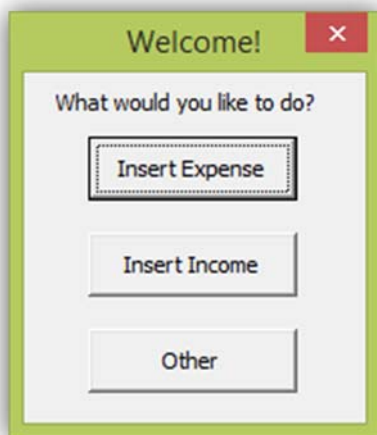 Welcome!
What would you like to do?
Insert Expense
Insert Income
Other